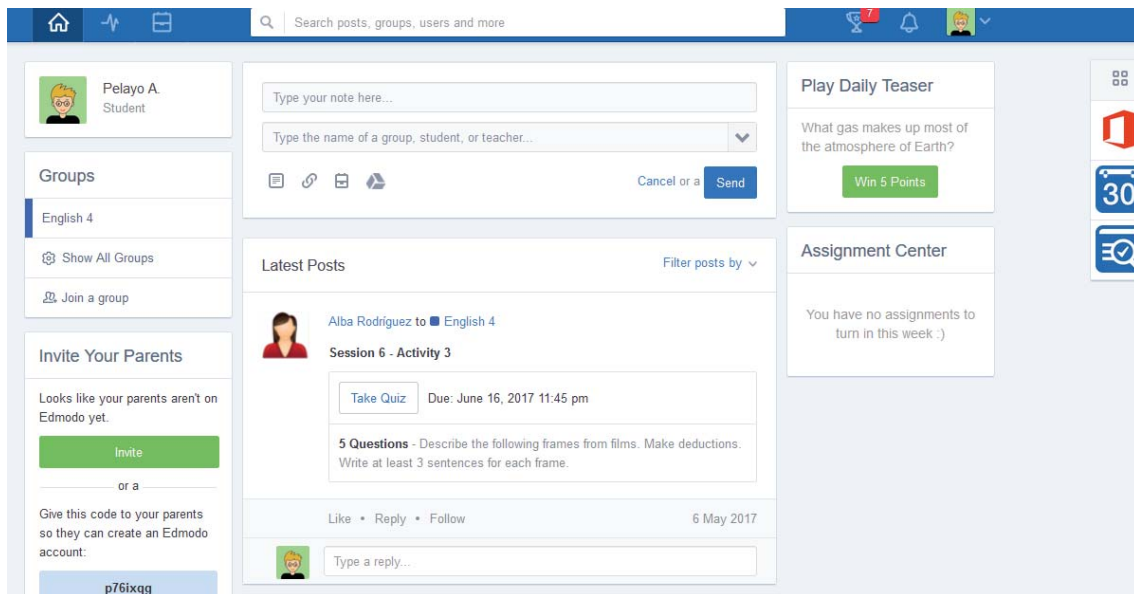 Search posts, groups, users and more
7
Pelayo A.
Student
Groups
English 4
Show All Groups
Join a group
Invite Your Parents
Looks like your parents aren't on
Edmodo yet.
Invite
or a
Give this code to your parents
so they can create an Edmodo
account:
p76ixqg
Type your note here...
Type the name of a group, student, or teacher...
Cancel or a Send
Latest Posts
Filter posts by
Alba Rodríguez to English 4
Session 6 - Activity 3
Take Quiz Due: June 16, 2017 11:45 pm
5 Questions - Describe the following frames from films. Make deductions.
Write at least 3 sentences for each frame.
Like • Reply • Follow 6 May 2017
Type a reply...
Play Daily Teaser
What gas makes up most of
the atmosphere of Earth?
Win 5 Points
Assignment Center
You have no assignments to
turn in this week :)
30